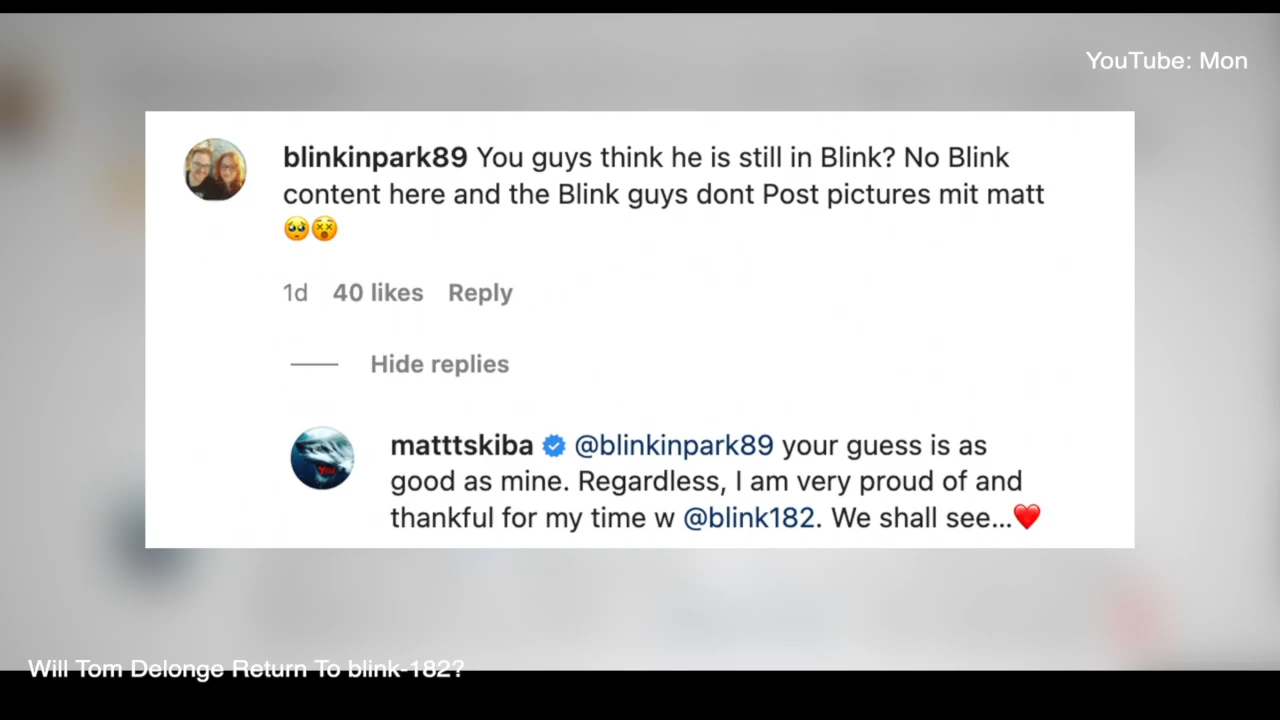 YouTube: Mon
blinkinpark89 You guys think he is still in Blink? No Blink
content here and the Blink guys dont Post pictures mit matt
🥺😵
1d 40 likes Reply
Hide replies
matttskiba @blinkinpark89 your guess is as
good as mine. Regardless, I am very proud of and
thankful for my time w @blink182. We shall see...❤️
Will Tom Delonge Return To blink-182?